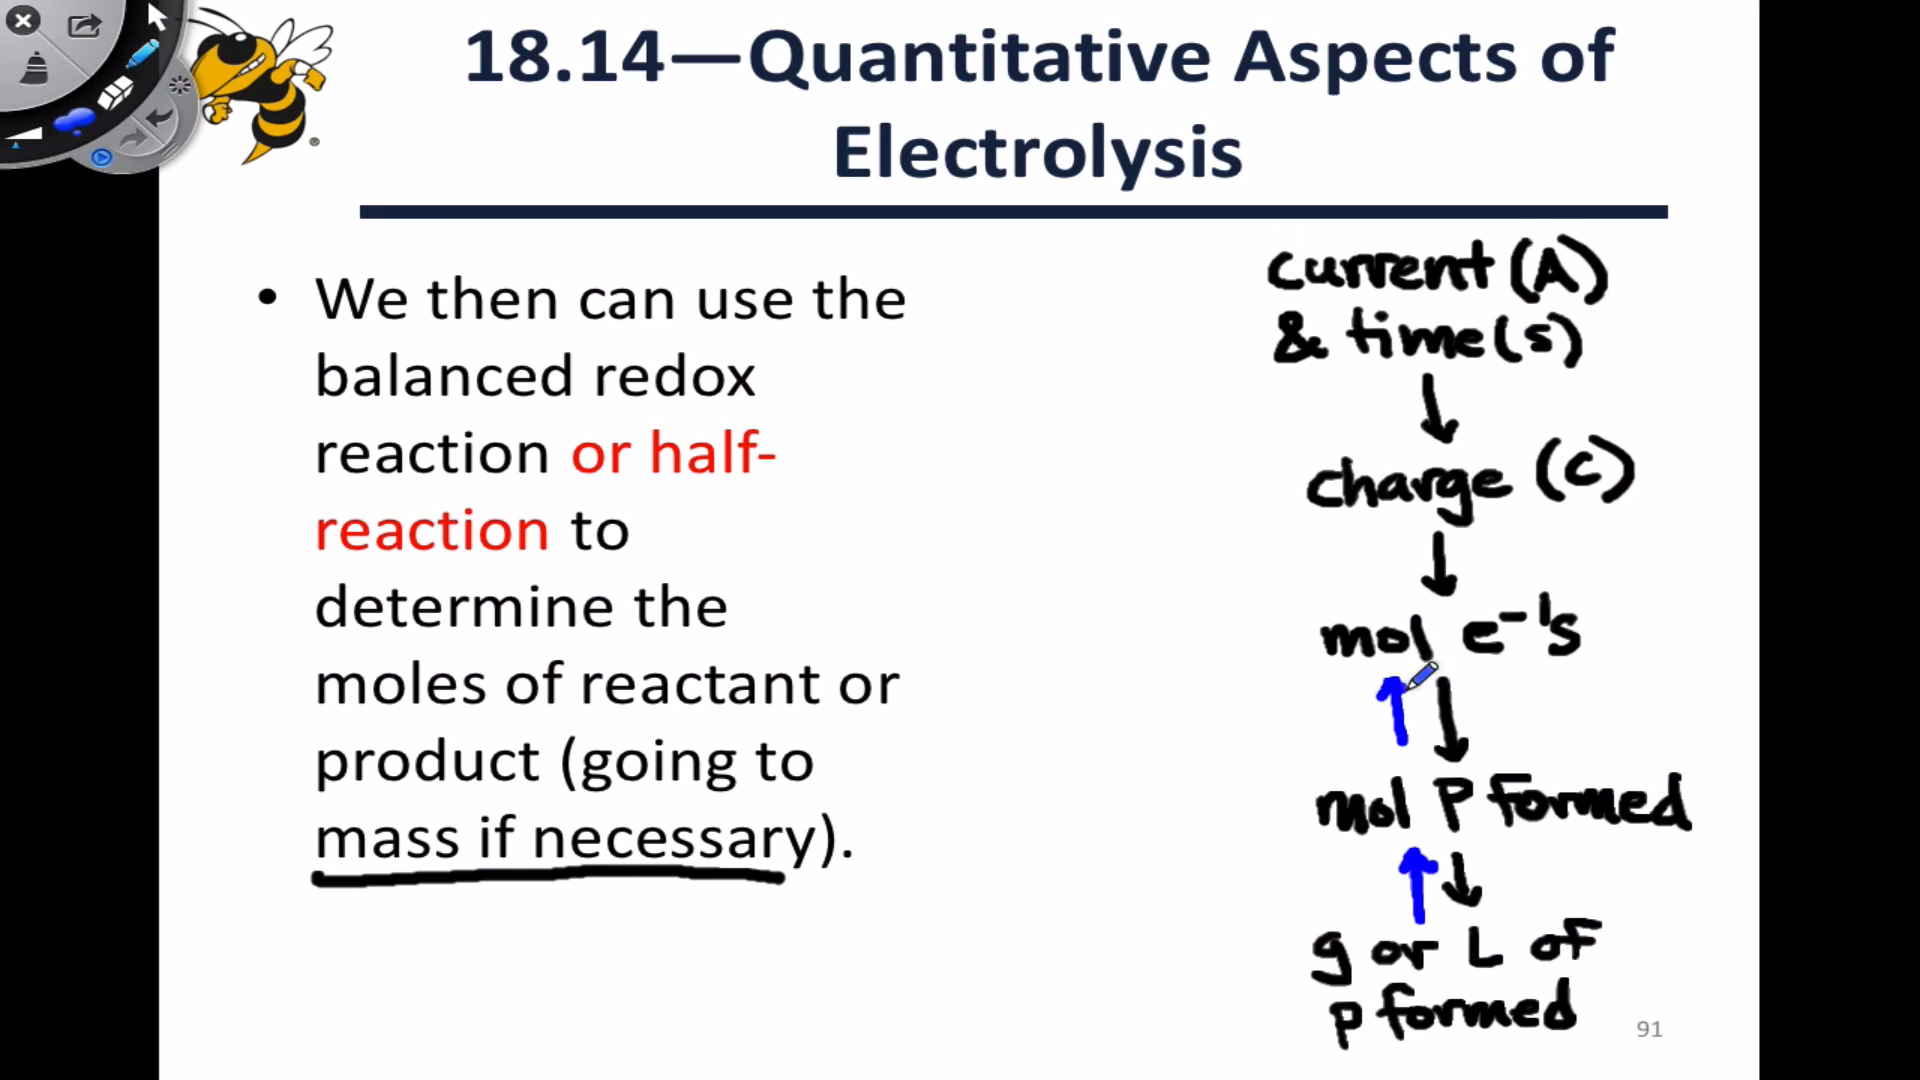 18.14—Quantitative Aspects of
Electrolysis
• We then can use the
balanced redox
reaction or half-
reaction to
determine the
moles of reactant or
product (going to
mass if necessary).
current (A)
& time (s)
charge (C)
mol e⁻'s
mol P formed
g or L of
P formed
91